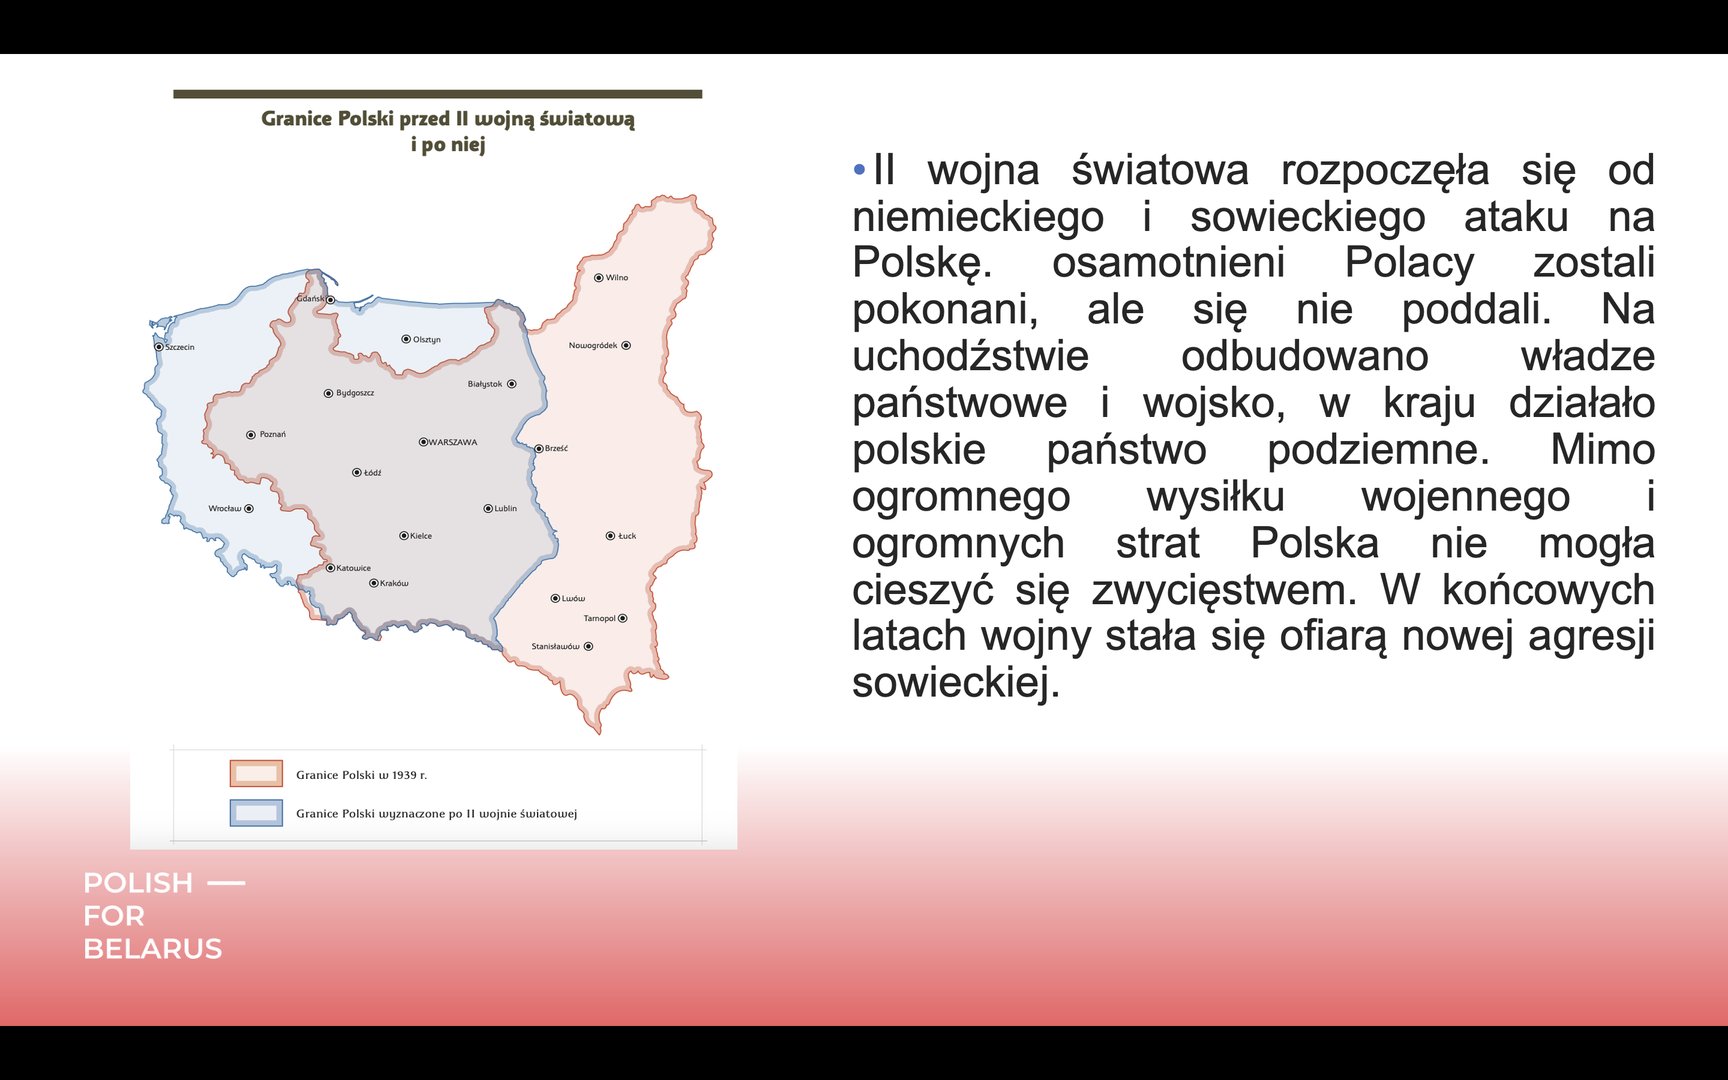 Granice Polski przed II wojną światową
i po niej
Wilno
Gdańsk
Olsztyn
Nowogródek
Szczecin
Białystok
Bydgoszcz
Poznań
WARSZAWA
Brześć
Łódź
Wrocław
Lublin
Kielce
Łuck
Katowice
Kraków
Lwów
Tarnopol
Stanisławów
Granice Polski w 1939 r.
Granice Polski wyznaczone po II wojnie światowej
•II wojna światowa rozpoczęła się od
niemieckiego i sowieckiego ataku na
Polskę. osamotnieni Polacy zostali
pokonani, ale się nie poddali. Na
uchodźstwie odbudowano władze
państwowe i wojsko, w kraju działało
polskie państwo podziemne. Mimo
ogromnego wysiłku wojennego i
ogromnych strat Polska nie mogła
cieszyć się zwycięstwem. W końcowych
latach wojny stała się ofiarą nowej agresji
sowieckiej.
POLISH —
FOR
BELARUS